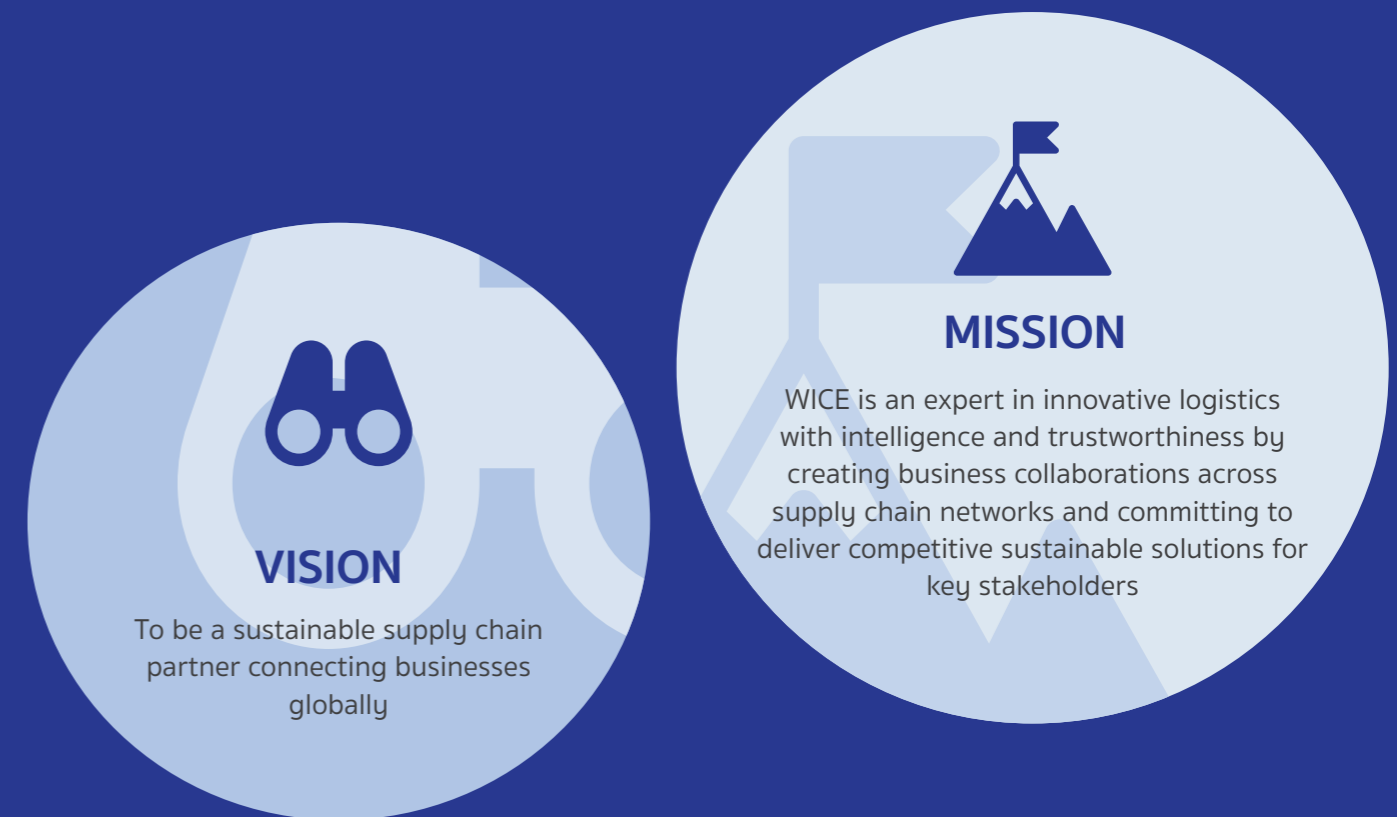 VISION
To be a sustainable supply chain
partner connecting businesses
globally
MISSION
WICE is an expert in innovative logistics
with intelligence and trustworthiness by
creating business collaborations across
supply chain networks and committing to
deliver competitive sustainable solutions for
key stakeholders